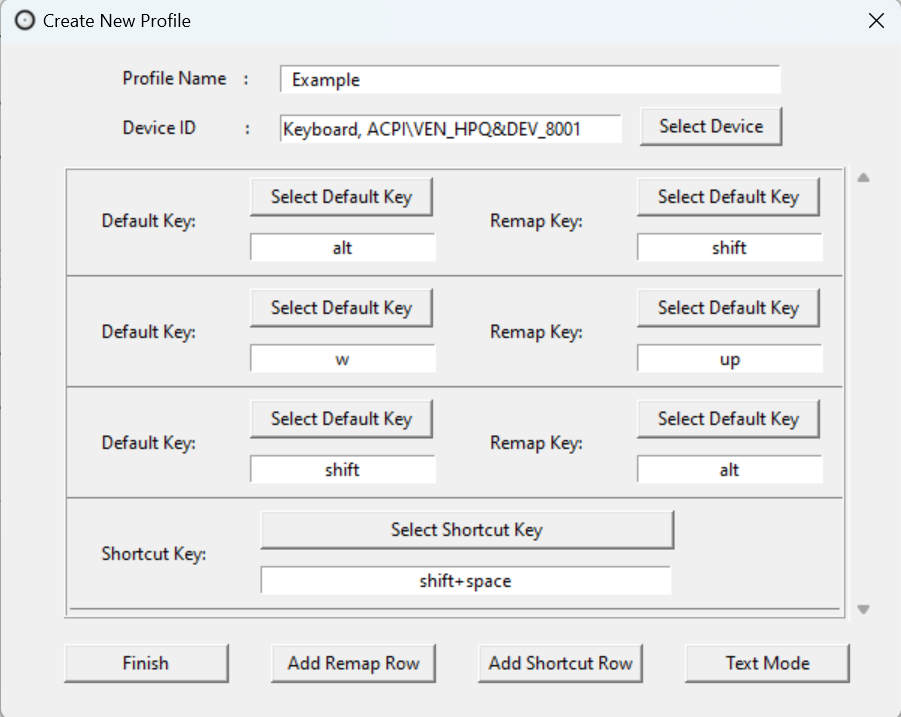 Create New Profile
Profile Name :
Example
Device ID :
Keyboard, ACPI\VEN_HPQ&DEV_8001
Select Device
Default Key:
Select Default Key
alt
Remap Key:
Select Default Key
shift
Default Key:
Select Default Key
w
Remap Key:
Select Default Key
up
Default Key:
Select Default Key
shift
Remap Key:
Select Default Key
alt
Shortcut Key:
Select Shortcut Key
shift+space
Finish
Add Remap Row
Add Shortcut Row
Text Mode